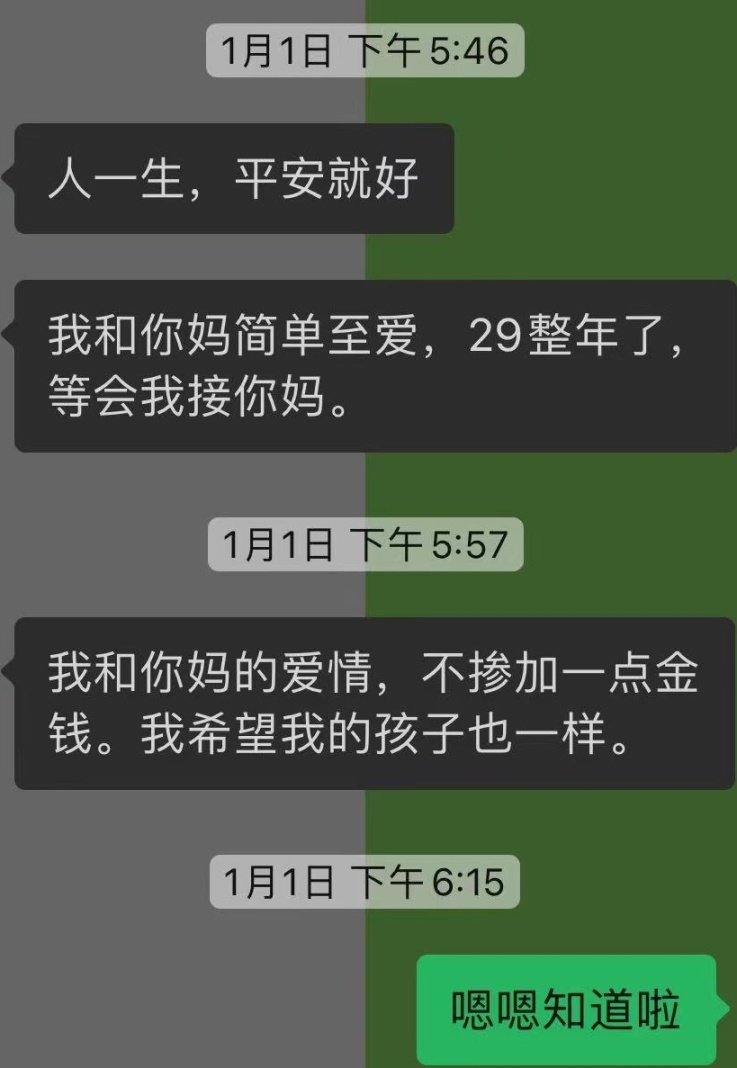 1月1日 下午5:46
人一生，平安就好
我和你妈简单至爱，29整年了，
等会我接你妈。
1月1日 下午5:57
我和你妈的爱情，不掺加一点金
钱。我希望我的孩子也一样。
1月1日 下午6:15
嗯嗯知道啦